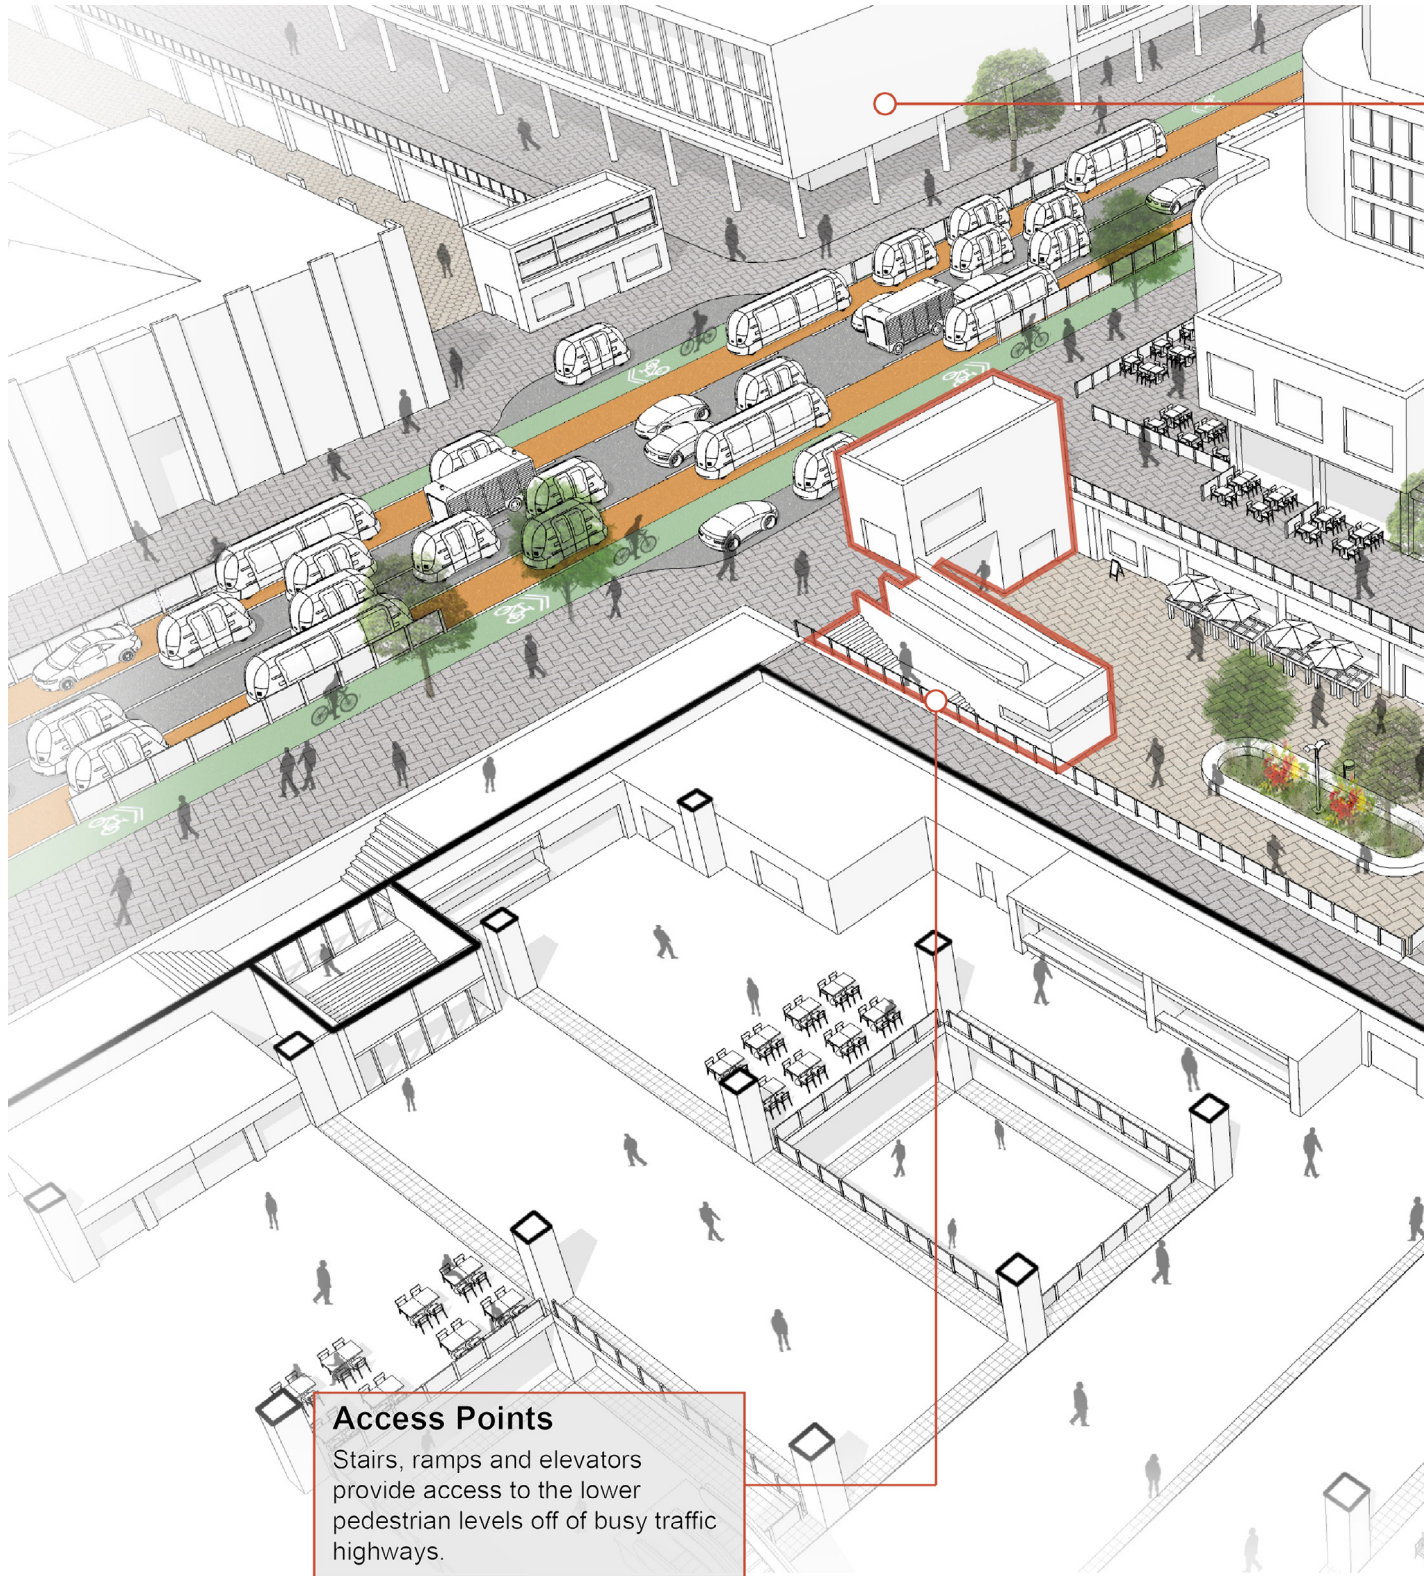 Access Points
Stairs, ramps and elevators
provide access to the lower
pedestrian levels off of busy traffic
highways.